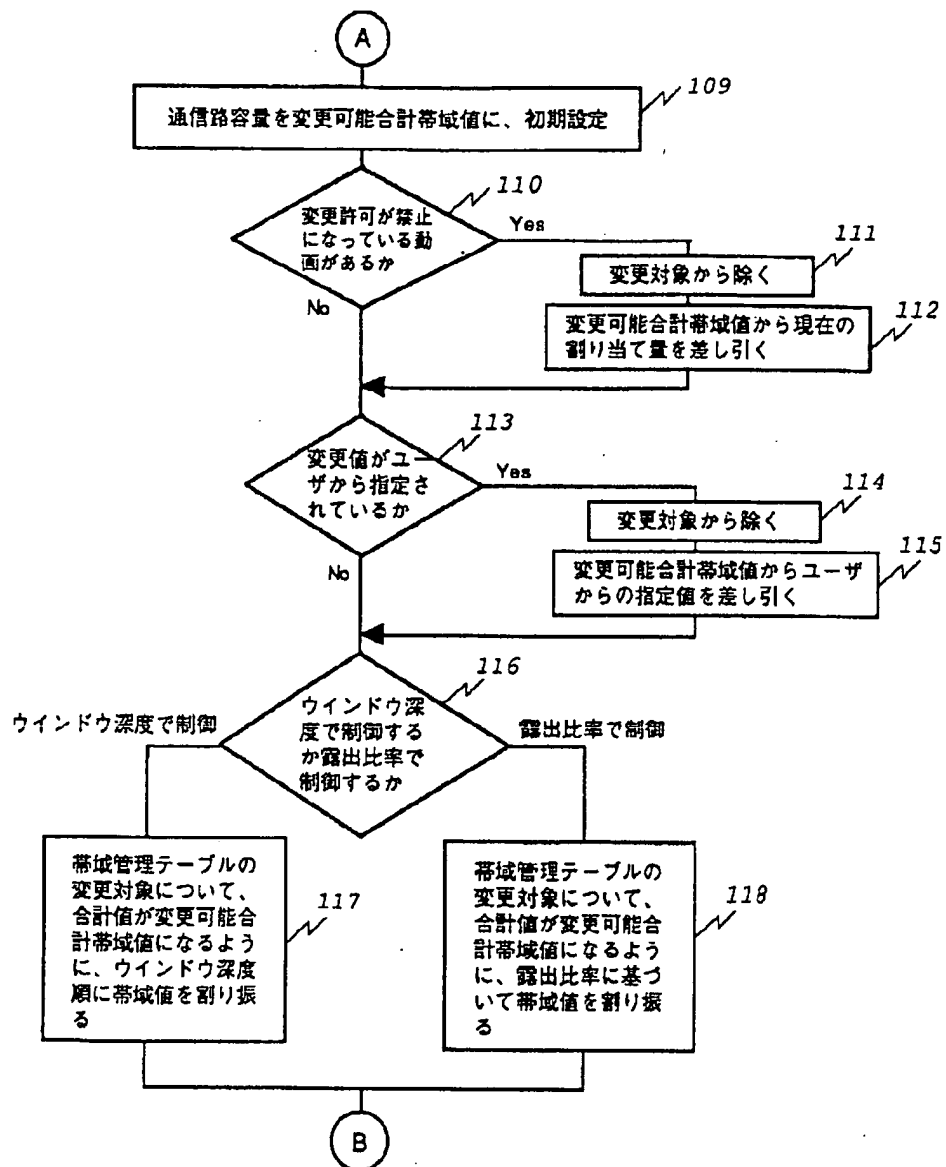 A
109
通信路容量を変更可能合計帯域値に、初期設定
110
変更許可が禁止
になっている動
画があるか
Yes
No
111
変更対象から除く
112
変更可能合計帯域値から現在の
割り当て量を差し引く
113
変更値がユー
ザから指定さ
れているか
Yes
No
114
変更対象から除く
115
変更可能合計帯域値からユーザ
からの指定値を差し引く
116
ウインドウ深
度で制御する
か露出比率で
制御するか
ウインドウ深度で制御
露出比率で制御
帯域管理テーブルの
変更対象について、
合計値が変更可能合
計帯域値になるよう
に、ウインドウ深度
順に帯域値を割り振
る
117
帯域管理テーブルの
変更対象について、
合計値が変更可能合
計帯域値になるよう
に、露出比率に基づ
いて帯域値を割り振
る
118
B